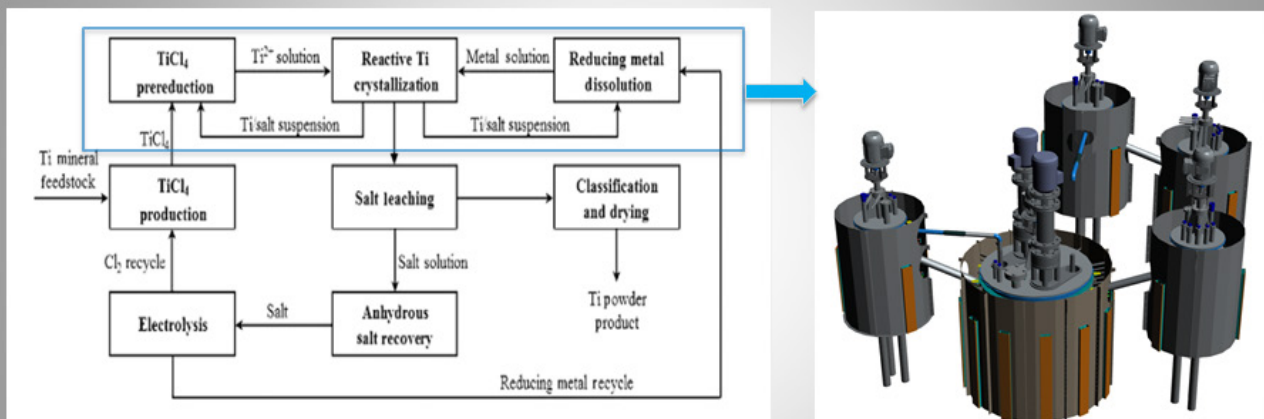 TiCl₄
prereduction
Ti²⁺ solution
Reactive Ti
crystallization
Metal solution
Reducing metal
dissolution
Ti/salt suspension
Ti/salt suspension
TiCl₄
Ti mineral
feedstock
TiCl₄
production
Salt leaching
Classification
and drying
Cl₂ recycle
Salt solution
Ti powder
product
Electrolysis
Salt
Anhydrous
salt recovery
Reducing metal recycle